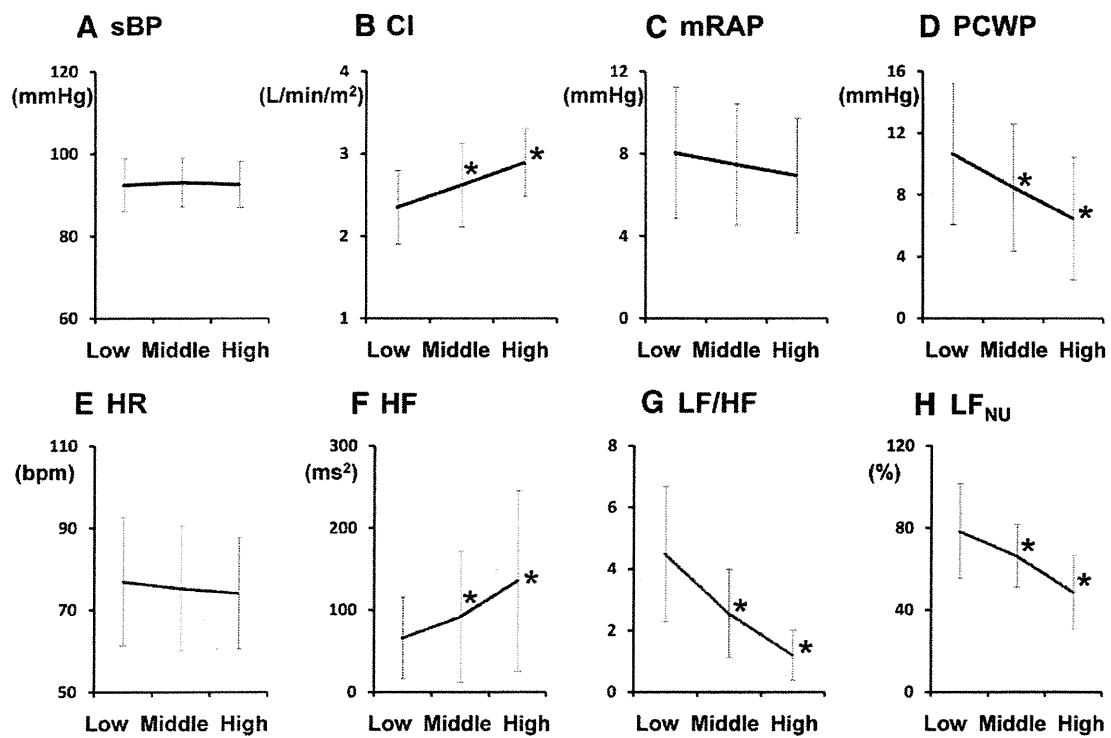 A sBP
B CI
C mRAP
D PCWP
120
(mmHg)
100
80
60
Low Middle High
4
(L/min/m²)
3
*
*
2
1
Low Middle High
12
(mmHg)
8
4
0
Low Middle High
16
(mmHg)
12
8
*
*
4
0
Low Middle High
E HR
F HF
G LF/HF
H LF_NU
110
(bpm)
90
70
50
Low Middle High
300
(ms²)
200
*
*
100
0
Low Middle High
8
6
4
*
2
*
0
Low Middle High
120
(%)
80
*
*
40
0
Low Middle High